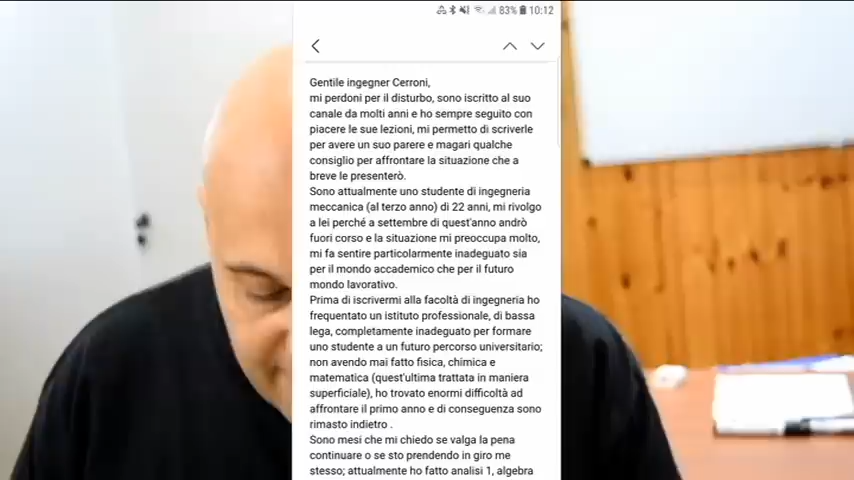 83% 10:12
Gentile ingegner Cerroni,
mi perdoni per il disturbo, sono iscritto al suo
canale da molti anni e ho sempre seguito con
piacere le sue lezioni, mi permetto di scriverle
per avere un suo parere e magari qualche
consiglio per affrontare la situazione che a
breve le presenterò.
Sono attualmente uno studente di ingegneria
meccanica (al terzo anno) di 22 anni, mi rivolgo
a lei perché a settembre di quest'anno andrò
fuori corso e la situazione mi preoccupa molto,
mi fa sentire particolarmente inadeguato sia
per il mondo accademico che per il futuro
mondo lavorativo.
Prima di iscrivermi alla facoltà di ingegneria ho
frequentato un istituto professionale, di bassa
lega, completamente inadeguato per formare
uno studente a un futuro percorso universitario;
non avendo mai fatto fisica, chimica e
matematica (quest'ultima trattata in maniera
superficiale), ho trovato enormi difficoltà ad
affrontare il primo anno e di conseguenza sono
rimasto indietro .
Sono mesi che mi chiedo se valga la pena
continuare o se sto prendendo in giro me
stesso; attualmente ho fatto analisi 1, algebra